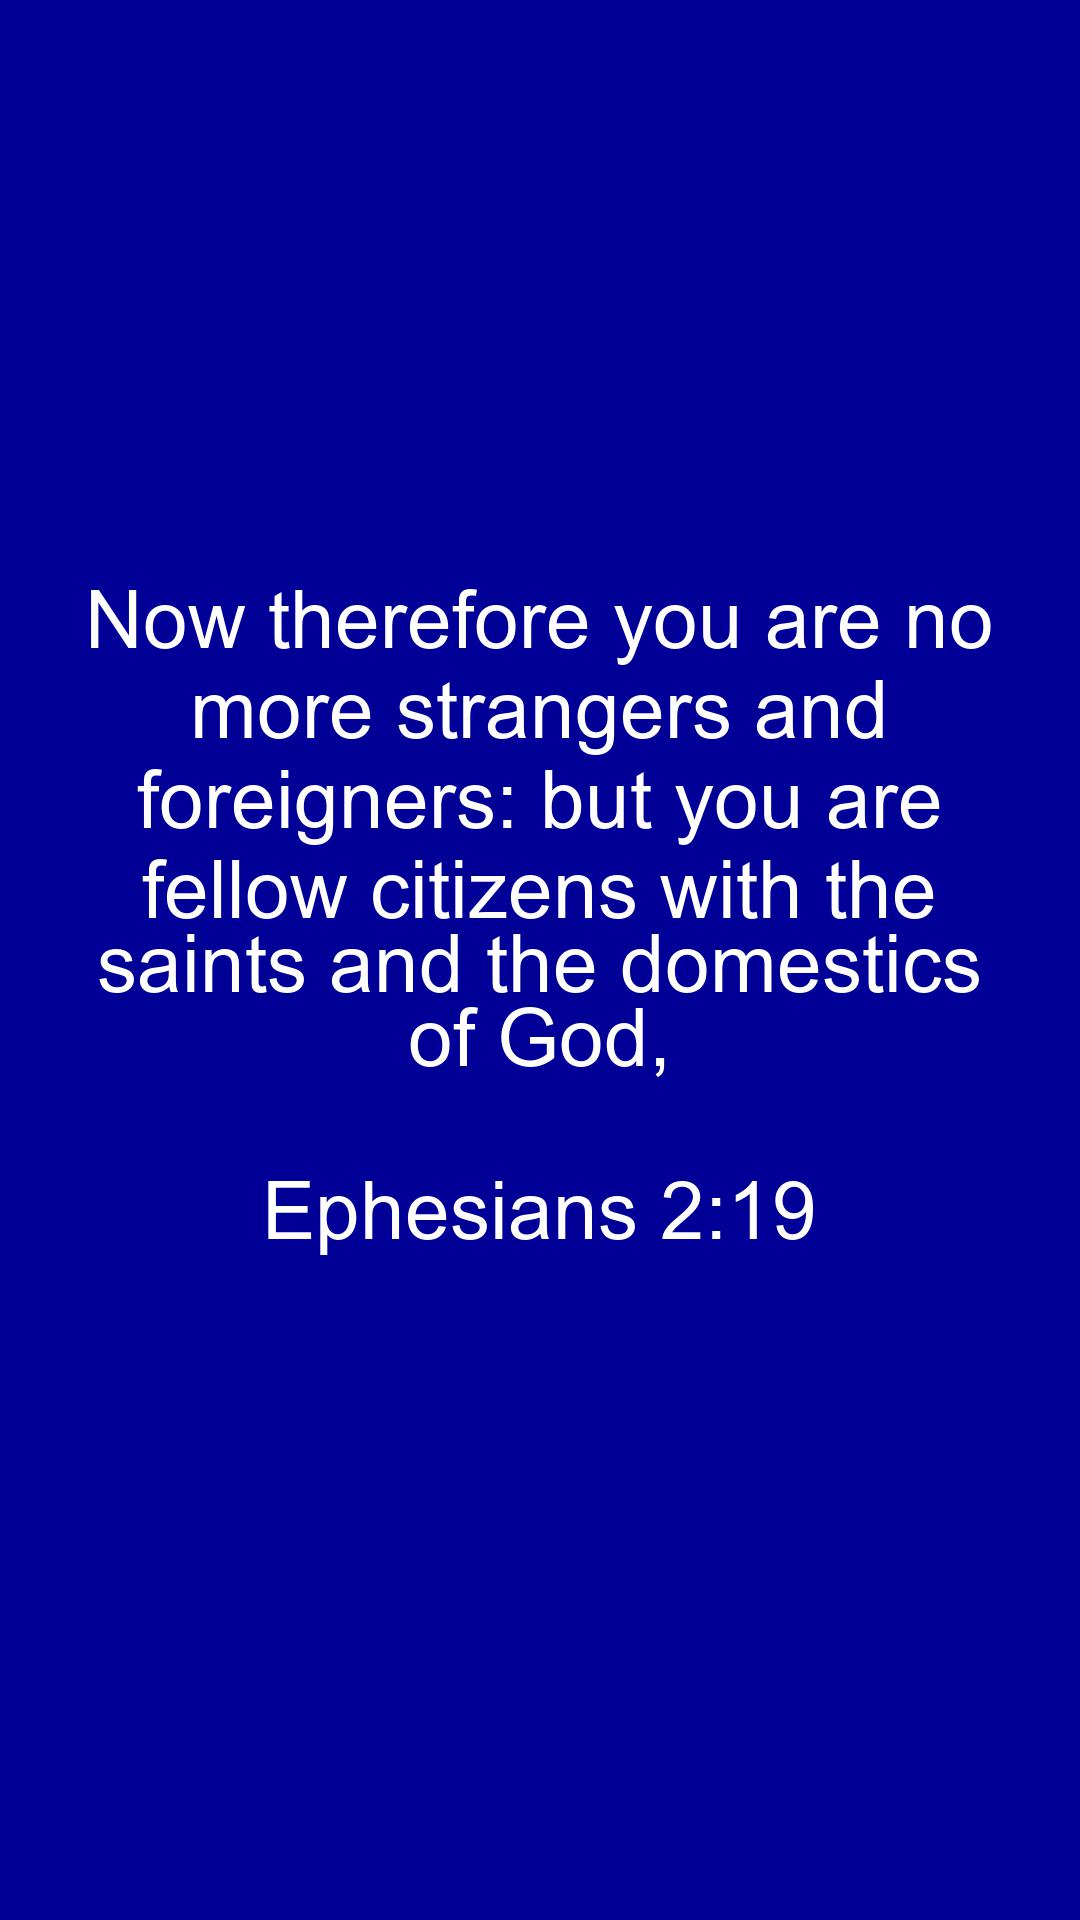 Now therefore you are no
more strangers and
foreigners: but you are
fellow citizens with the
saints and the domestics
of God,
Ephesians 2:19